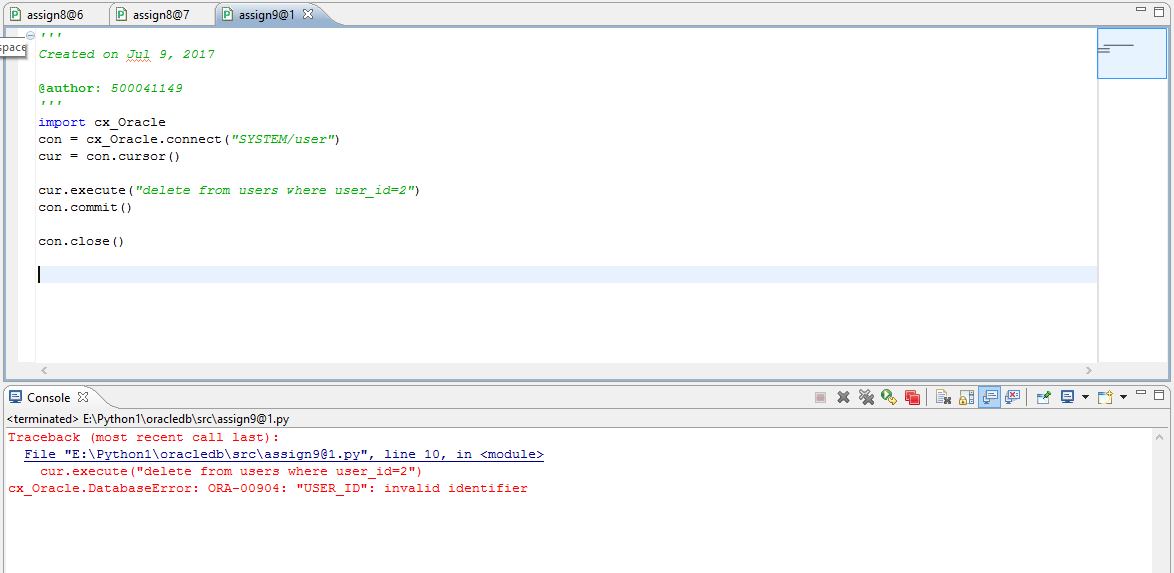 assign8@6 assign8@7 assign9@1
space
'''
Created on Jul 9, 2017
@author: 500041149
'''
import cx_Oracle
con = cx_Oracle.connect("SYSTEM/user")
cur = con.cursor()
cur.execute("delete from users where user_id=2")
con.commit()
con.close()
Console
<terminated> E:\Python1\oracledb\src\assign9@1.py
Traceback (most recent call last):
File "E:\Python1\oracledb\src\assign9@1.py", line 10, in <module>
cur.execute("delete from users where user_id=2")
cx_Oracle.DatabaseError: ORA-00904: "USER_ID": invalid identifier